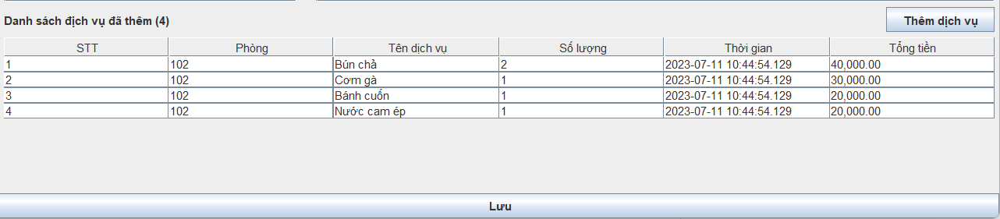 Danh sách địch vụ đã thêm (4) Thêm dịch vụ
STT Phòng Tên dịch vụ Số lượng Thời gian Tổng tiền
1 102 Bún chả 2 2023-07-11 10:44:54.129 40,000.00
2 102 Cơm gà 1 2023-07-11 10:44:54.129 30,000.00
3 102 Bánh cuốn 1 2023-07-11 10:44:54.129 20,000.00
4 102 Nước cam ép 1 2023-07-11 10:44:54.129 20,000.00
Lưu